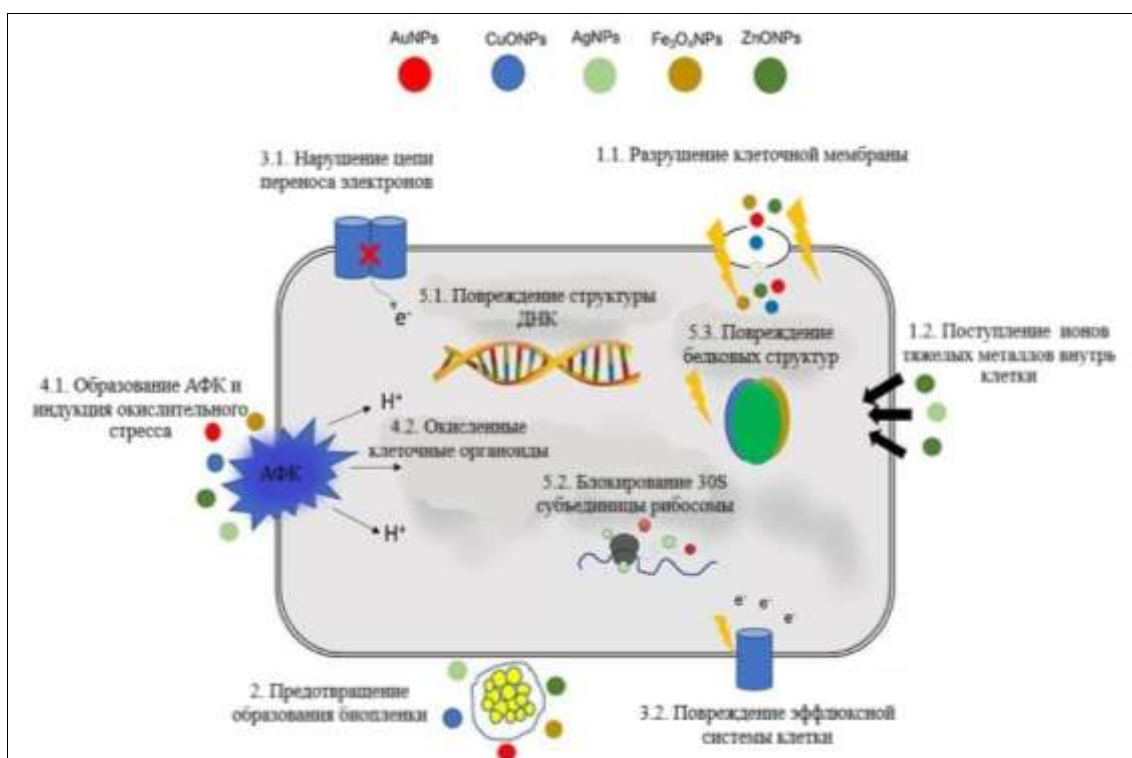 AuNPs CuONPs AgNPs Fe₃O₄NPs ZnONPs
3.1. Нарушение цепи
переноса электронов
1.1. Разрушение клеточной мембраны
5.1. Повреждение структуры
ДНК
e⁻
5.3. Повреждение
белковых структур
1.2. Поступление ионов
тяжелых металлов внутрь
клетки
4.1. Образование АФК и
индукция окислительного
стресса
АФК
H⁺
4.2. Окисленные
клеточные органоиды
H⁺
5.2. Блокирование 30S
субъединицы рибосомы
e⁻ e⁻ e⁻
2. Предотвращение
образования биопленки
3.2. Повреждение эффлюксной
системы клетки